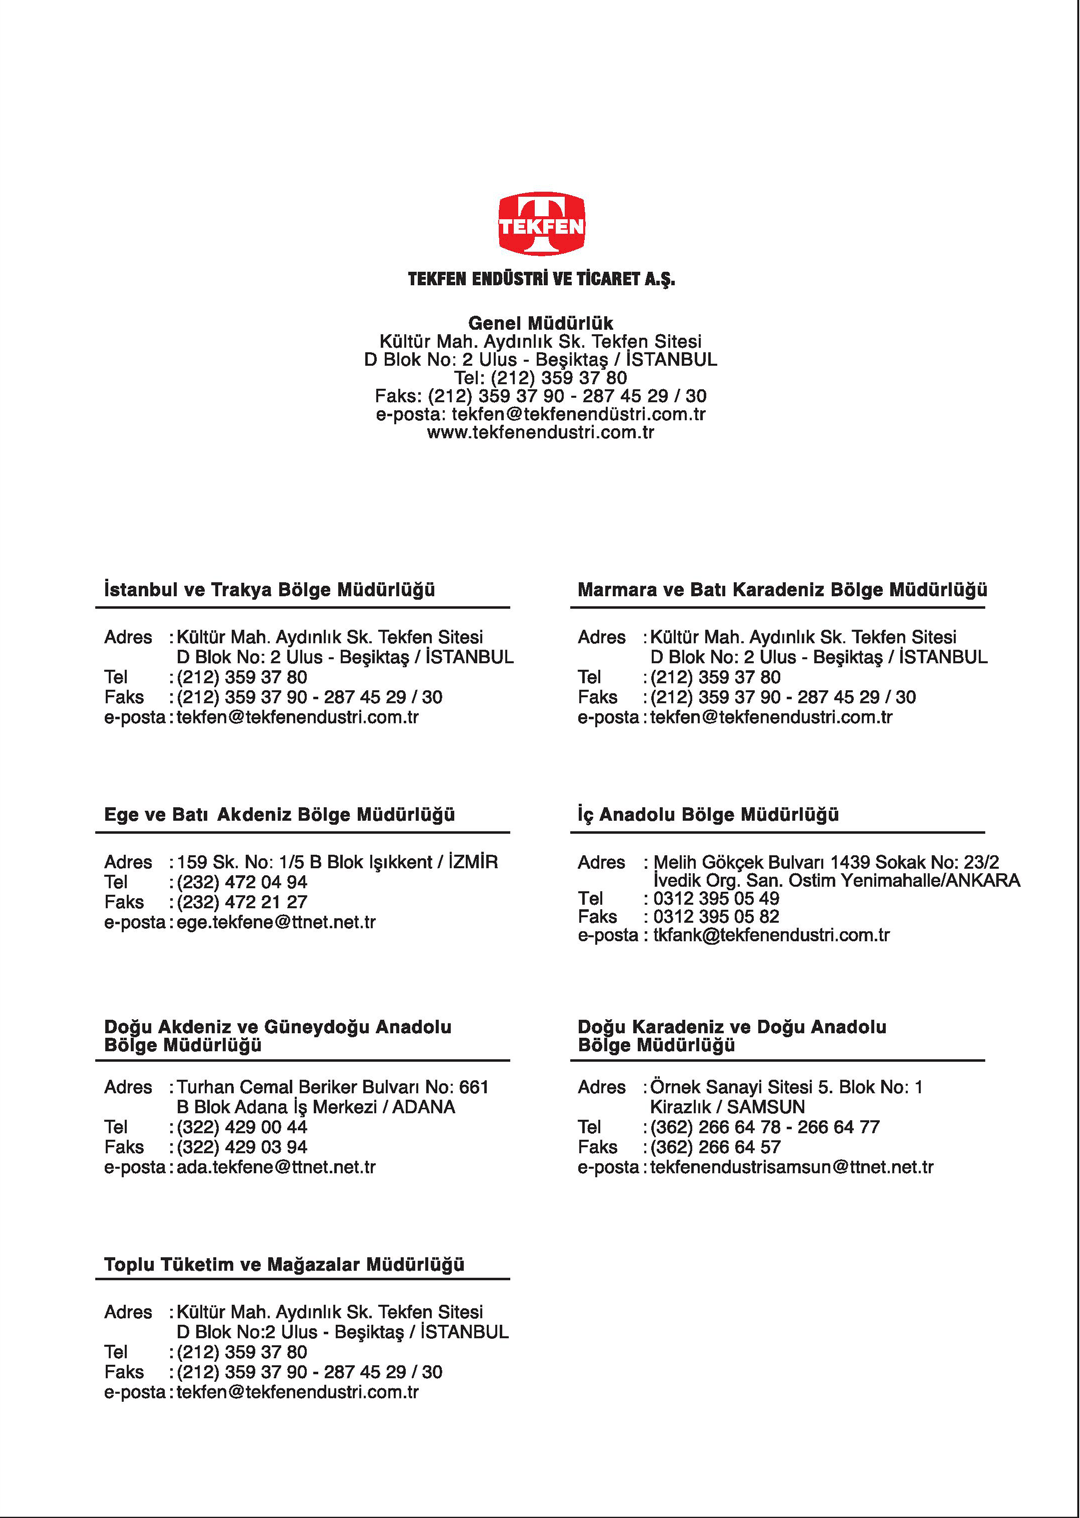 TEKFEN
TEKFEN ENDÜSTRİ VE TİCARET A.Ş.
Genel Müdürlük
Kültür Mah. Aydınlık Sk. Tekfen Sitesi
D Blok No: 2 Ulus - Beşiktaş / İSTANBUL
Tel: (212) 359 37 80
Faks: (212) 359 37 90 - 287 45 29 / 30
e-posta: tekfen@tekfenendüstri.com.tr
www.tekfenendustri.com.tr
İstanbul ve Trakya Bölge Müdürlüğü
Adres : Kültür Mah. Aydınlık Sk. Tekfen Sitesi
D Blok No: 2 Ulus - Beşiktaş / İSTANBUL
Tel : (212) 359 37 80
Faks : (212) 359 37 90 - 287 45 29 / 30
e-posta : tekfen@tekfenendustri.com.tr
Marmara ve Batı Karadeniz Bölge Müdürlüğü
Adres : Kültür Mah. Aydınlık Sk. Tekfen Sitesi
D Blok No: 2 Ulus - Beşiktaş / İSTANBUL
Tel : (212) 359 37 80
Faks : (212) 359 37 90 - 287 45 29 / 30
e-posta : tekfen@tekfenendustri.com.tr
Ege ve Batı Akdeniz Bölge Müdürlüğü
Adres : 159 Sk. No: 1/5 B Blok Işıkkent / İZMİR
Tel : (232) 472 04 94
Faks : (232) 472 21 27
e-posta : ege.tekfene@ttnet.net.tr
İç Anadolu Bölge Müdürlüğü
Adres : Melih Gökçek Bulvarı 1439 Sokak No: 23/2
İvedik Org. San. Ostim Yenimahalle/ANKARA
Tel : 0312 395 05 49
Faks : 0312 395 05 82
e-posta : tkfank@tekfenendustri.com.tr
Doğu Akdeniz ve Güneydoğu Anadolu
Bölge Müdürlüğü
Adres : Turhan Cemal Beriker Bulvarı No: 661
B Blok Adana İş Merkezi / ADANA
Tel : (322) 429 00 44
Faks : (322) 429 03 94
e-posta : ada.tekfene@ttnet.net.tr
Doğu Karadeniz ve Doğu Anadolu
Bölge Müdürlüğü
Adres : Örnek Sanayi Sitesi 5. Blok No: 1
Kirazlık / SAMSUN
Tel : (362) 266 64 78 - 266 64 77
Faks : (362) 266 64 57
e-posta : tekfenendustrisamsun@ttnet.net.tr
Toplu Tüketim ve Mağazalar Müdürlüğü
Adres : Kültür Mah. Aydınlık Sk. Tekfen Sitesi
D Blok No:2 Ulus - Beşiktaş / İSTANBUL
Tel : (212) 359 37 80
Faks : (212) 359 37 90 - 287 45 29 / 30
e-posta : tekfen@tekfenendustri.com.tr